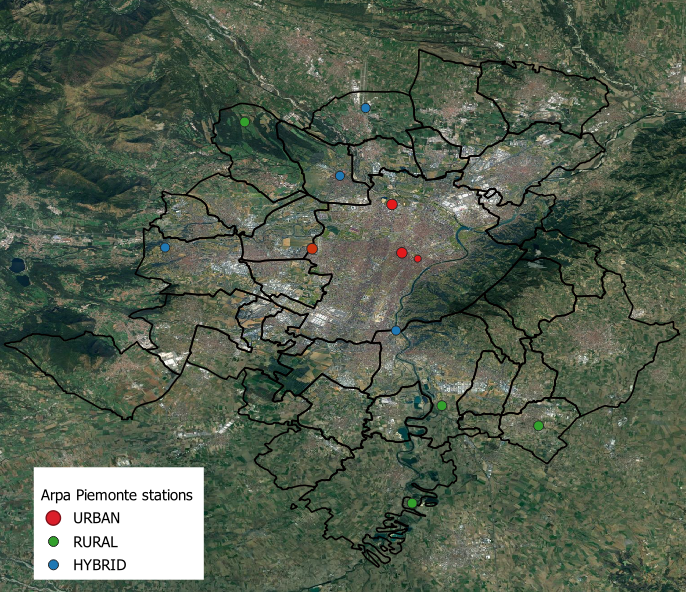 Arpa Piemonte stations
URBAN
RURAL
HYBRID